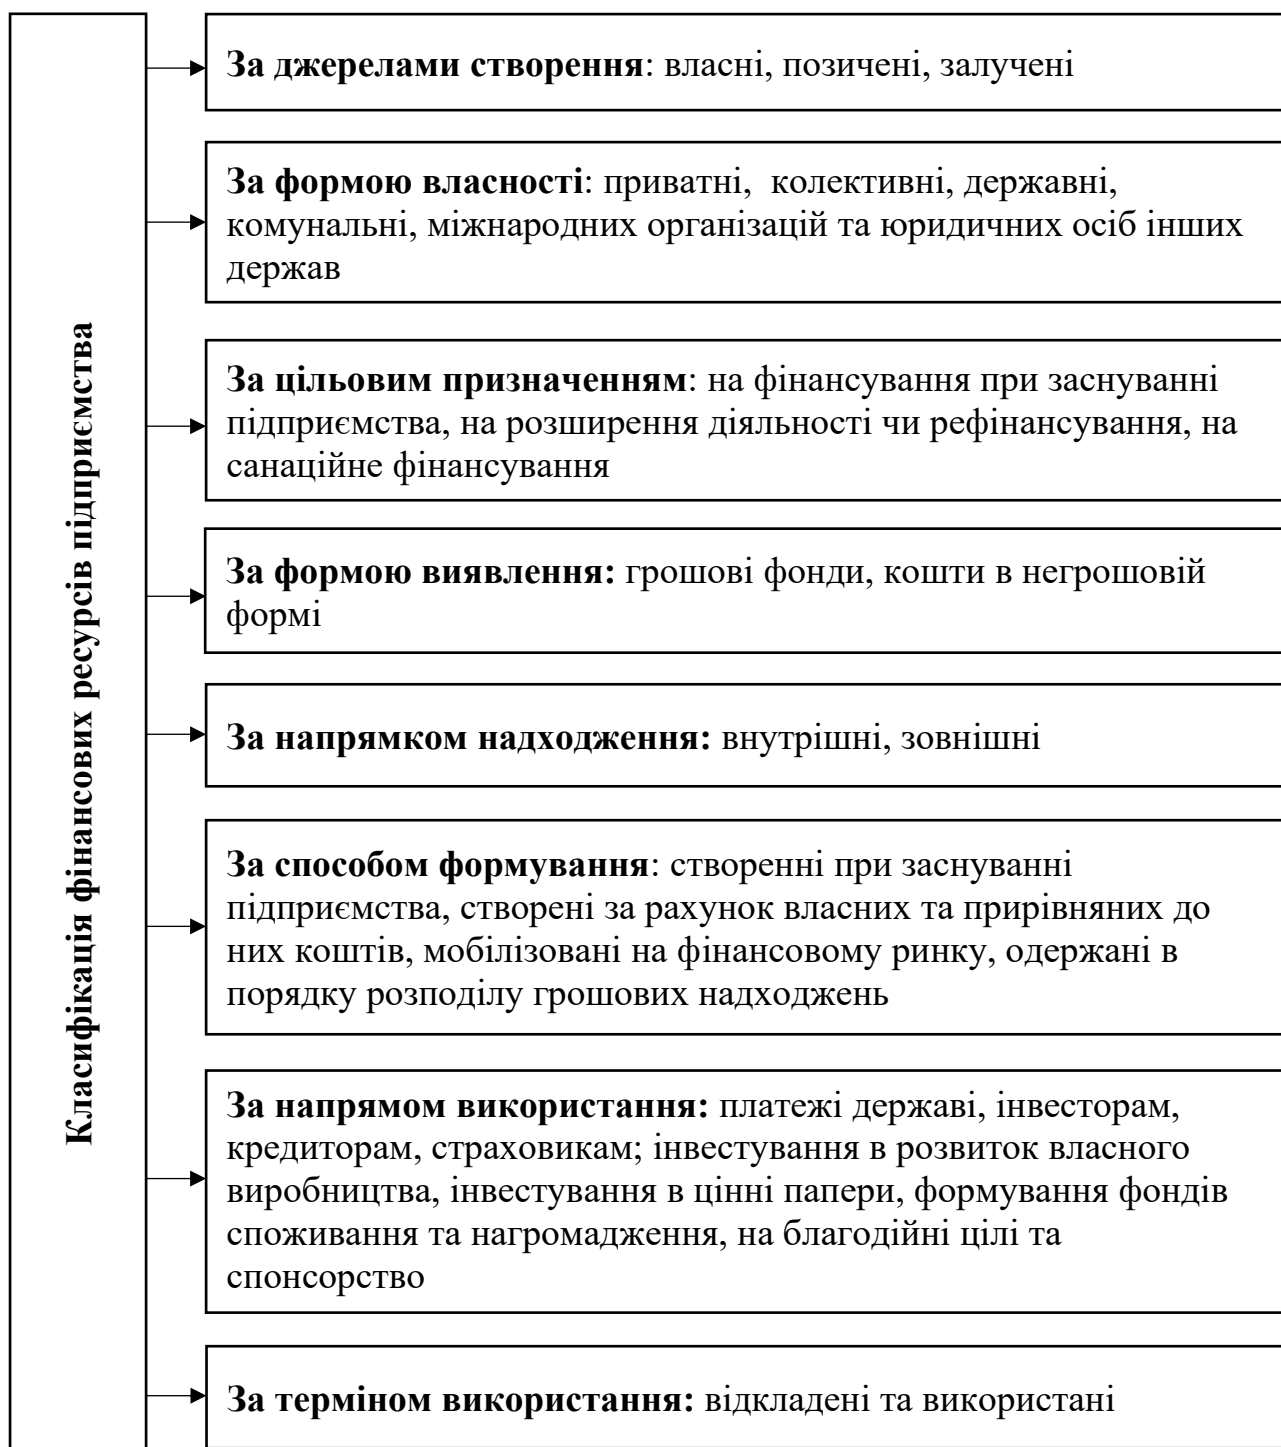 Класифікація фінансових ресурсів підприємства
За джерелами створення: власні, позичені, залучені
За формою власності: приватні, колективні, державні,
комунальні, міжнародних організацій та юридичних осіб інших
держав
За цільовим призначенням: на фінансування при заснуванні
підприємства, на розширення діяльності чи рефінансування, на
санаційне фінансування
За формою виявлення: грошові фонди, кошти в негрошовій
формі
За напрямком надходження: внутрішні, зовнішні
За способом формування: створенні при заснуванні
підприємства, створені за рахунок власних та прирівняних до
них коштів, мобілізовані на фінансовому ринку, одержані в
порядку розподілу грошових надходжень
За напрямом використання: платежі державі, інвесторам,
кредиторам, страховикам; інвестування в розвиток власного
виробництва, інвестування в цінні папери, формування фондів
споживання та нагромадження, на благодійні цілі та
спонсорство
За терміном використання: відкладені та використані